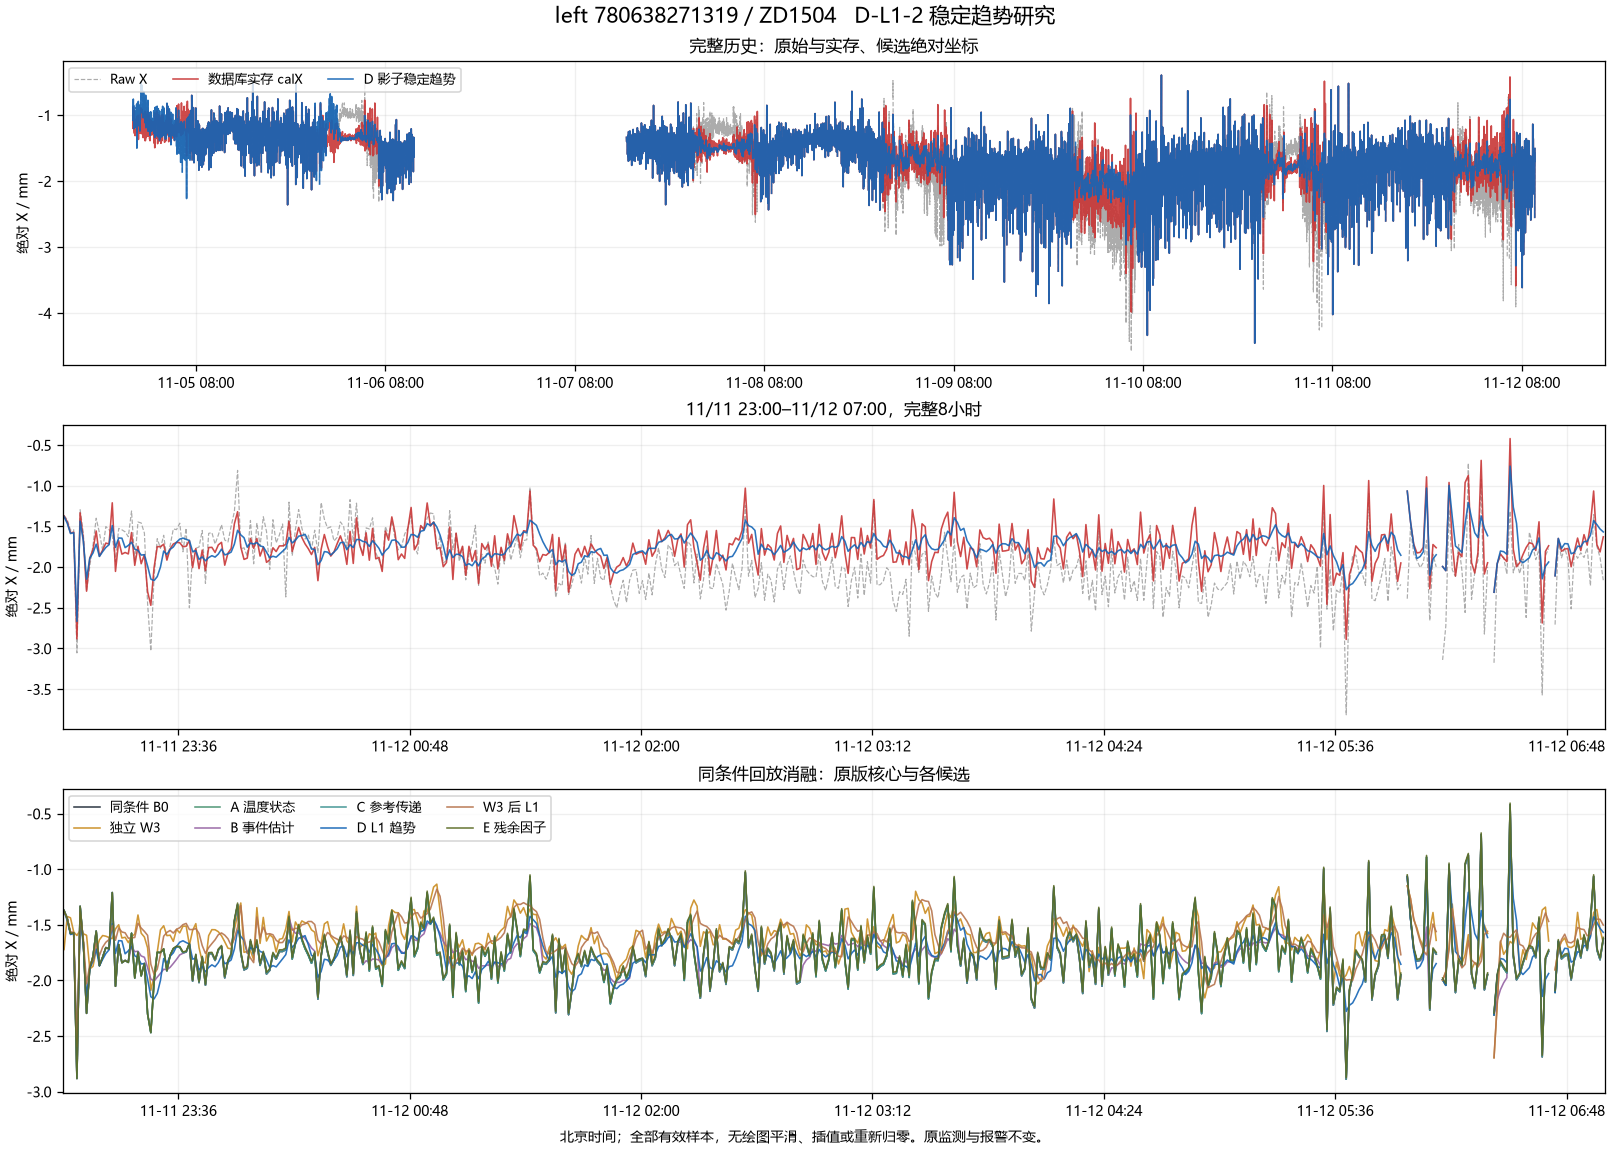 left 780638271319 / ZD1504   D-L1-2 稳定趋势研究
完整历史：原始与实存、候选绝对坐标
Raw X   数据库实存 calX   D 影子稳定趋势
绝对 X / mm
-1
-2
-3
-4
11-05 08:00   11-06 08:00   11-07 08:00   11-08 08:00   11-09 08:00   11-10 08:00   11-11 08:00   11-12 08:00
11/11 23:00–11/12 07:00，完整8小时
绝对 X / mm
-0.5
-1.0
-1.5
-2.0
-2.5
-3.0
-3.5
11-11 23:36   11-12 00:48   11-12 02:00   11-12 03:12   11-12 04:24   11-12 05:36   11-12 06:48
同条件回放消融：原版核心与各候选
同条件 B0   A 温度状态   C 参考传递   W3 后 L1
独立 W3   B 事件估计   D L1 趋势   E 残余因子
绝对 X / mm
-0.5
-1.0
-1.5
-2.0
-2.5
-3.0
11-11 23:36   11-12 00:48   11-12 02:00   11-12 03:12   11-12 04:24   11-12 05:36   11-12 06:48
北京时间；全部有效样本，无绘图平滑、插值或重新归零。原监测与报警不变。